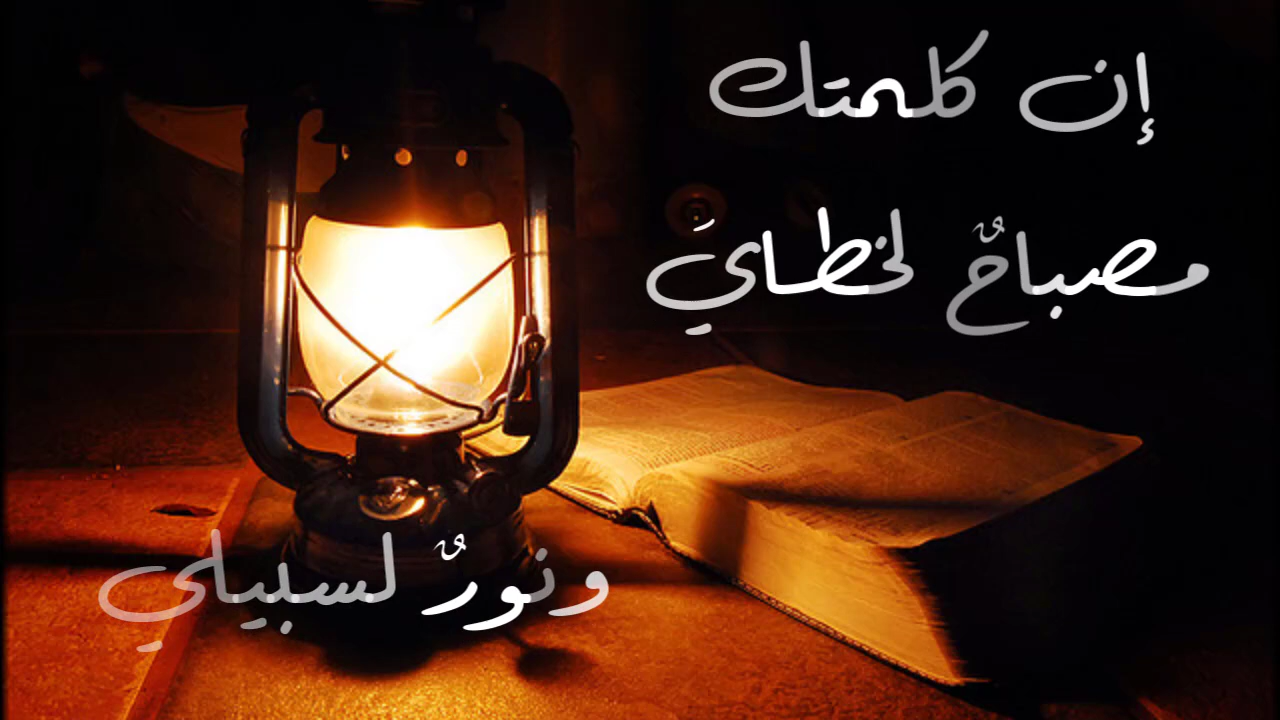 إن كلمتك
مصباحٌ لخطايَ
ونورٌ لسبيلي